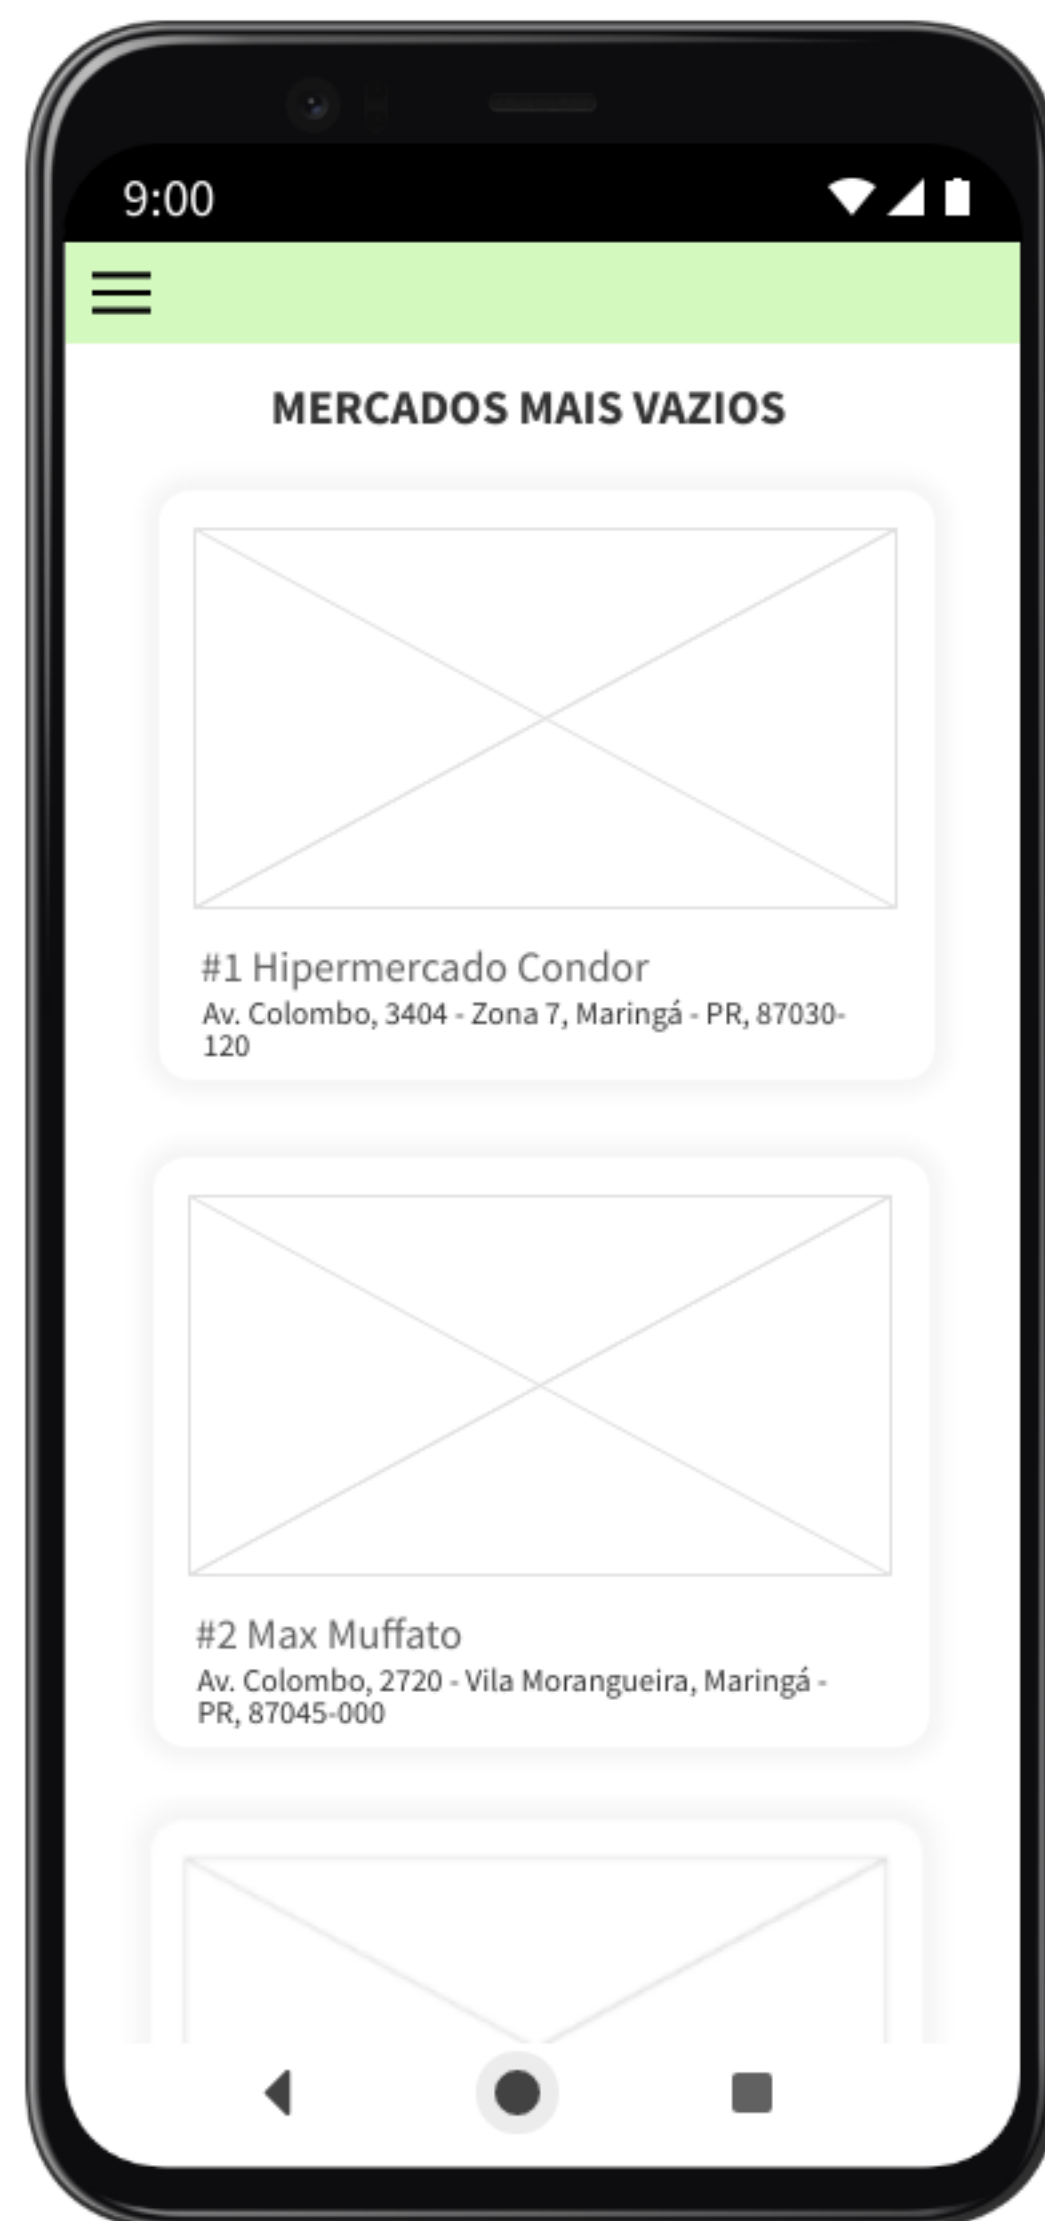 9:00
MERCADOS MAIS VAZIOS
#1 Hipermercado Condor
Av. Colombo, 3404 - Zona 7, Maringá - PR, 87030-
120
#2 Max Muffato
Av. Colombo, 2720 - Vila Morangueira, Maringá -
PR, 87045-000